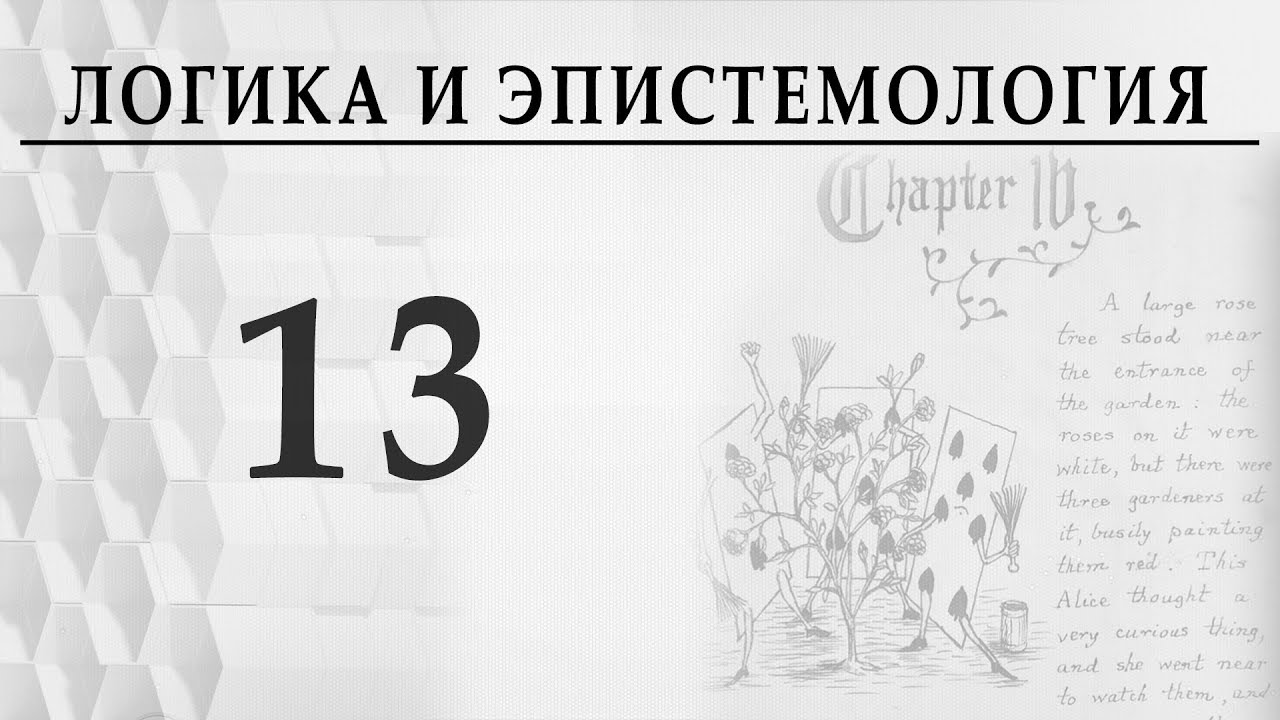 ЛОГИКА И ЭПИСТЕМОЛОГИЯ
13
Chapter IV
A large rose
tree stood near
the entrance of
the garden: the
roses on it were
white, but there were
three gardeners at
it, busily painting
them red. This
Alice thought a
very curious thing,
and she went near
to watch them, and